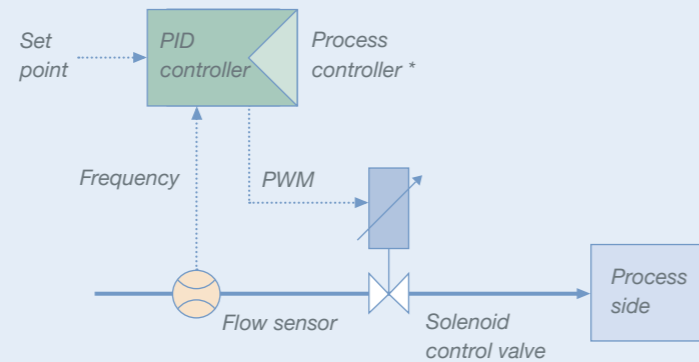 Set
point
PID
controller
Process
controller *
Frequency
PWM
Flow sensor
Solenoid
control valve
Process
side